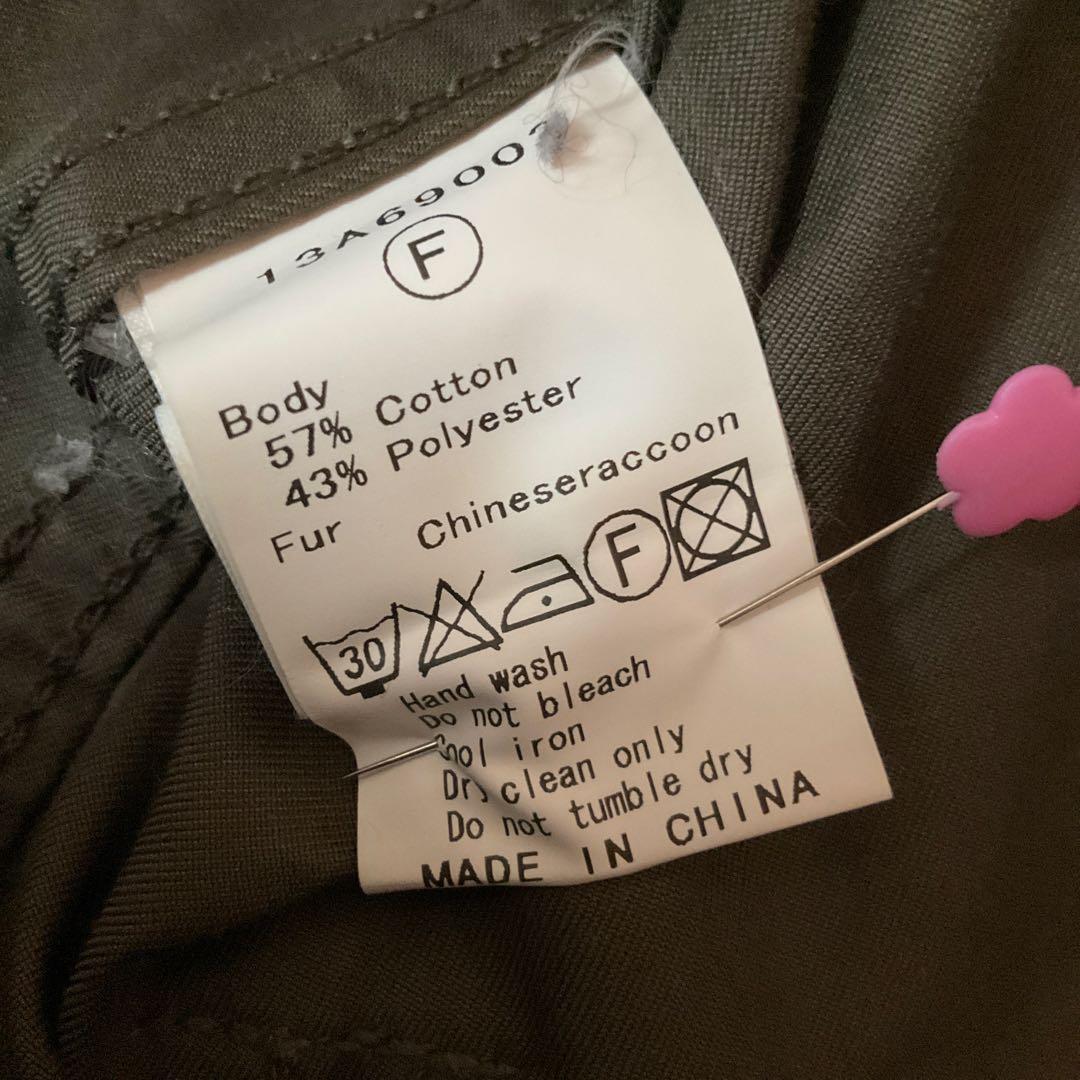 13A6900
F
Body
57% Cotton
43% Polyester
Fur Chineseraccoon
30 F
Hand wash
Do not bleach
Cool iron
Dry clean only
Do not tumble dry
MADE IN CHINA